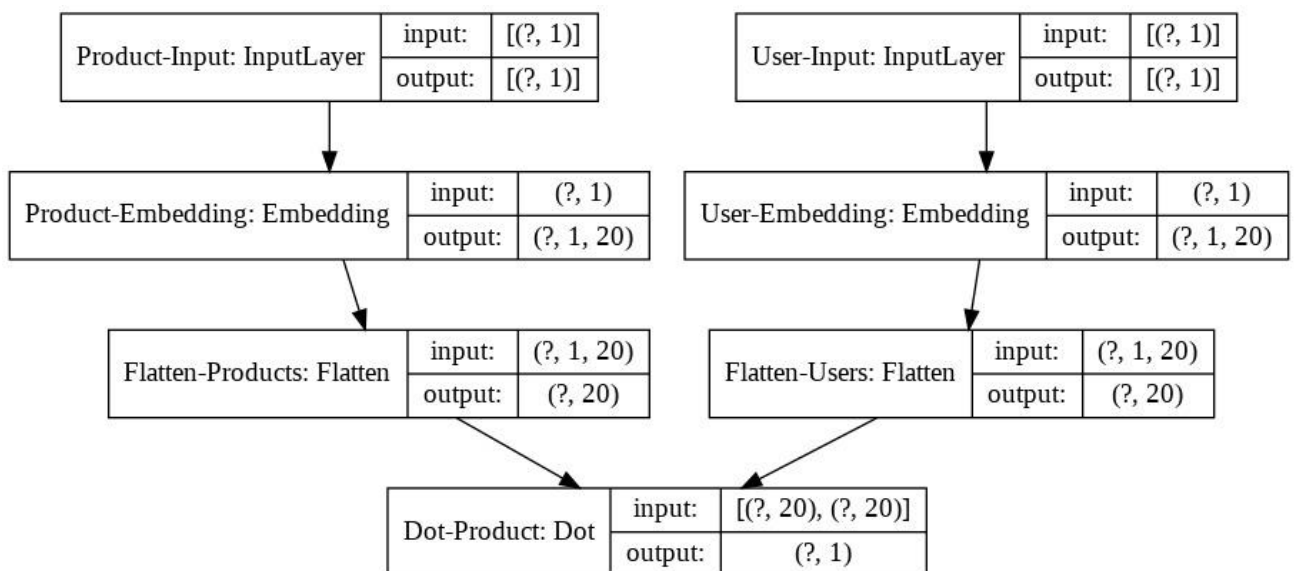 Product-Input: InputLayer
input: [(?, 1)]
output: [(?, 1)]
User-Input: InputLayer
input: [(?, 1)]
output: [(?, 1)]
Product-Embedding: Embedding
input: (?, 1)
output: (?, 1, 20)
User-Embedding: Embedding
input: (?, 1)
output: (?, 1, 20)
Flatten-Products: Flatten
input: (?, 1, 20)
output: (?, 20)
Flatten-Users: Flatten
input: (?, 1, 20)
output: (?, 20)
Dot-Product: Dot
input: [(?, 20), (?, 20)]
output: (?, 1)